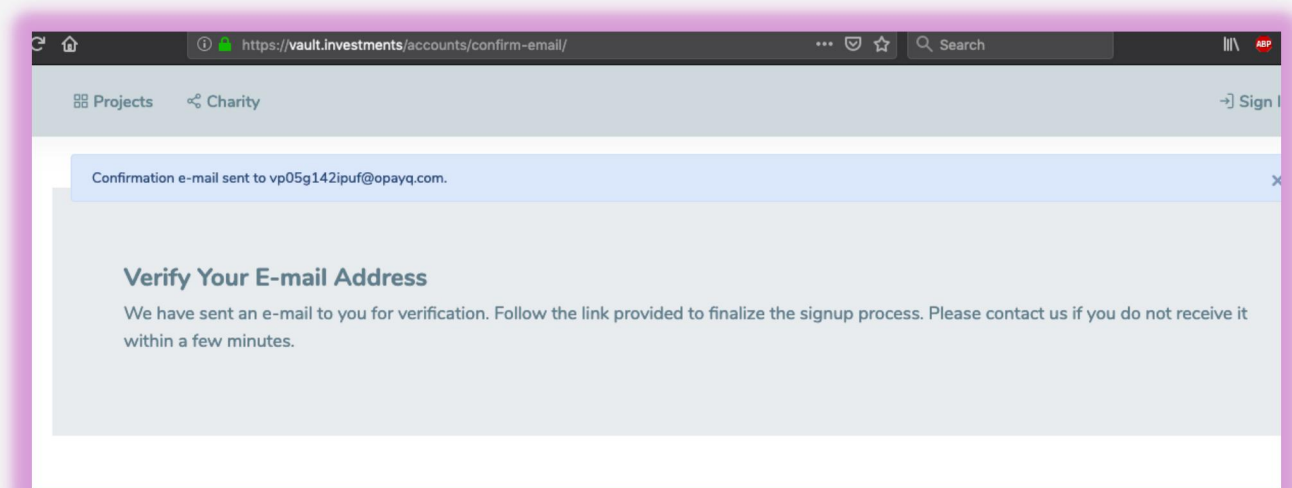 https://vault.investments/accounts/confirm-email/
Search
ABP
Projects Charity
Sign
Confirmation e-mail sent to vp05g142ipuf@opayq.com.
Verify Your E-mail Address
We have sent an e-mail to you for verification. Follow the link provided to finalize the signup process. Please contact us if you do not receive it
within a few minutes.